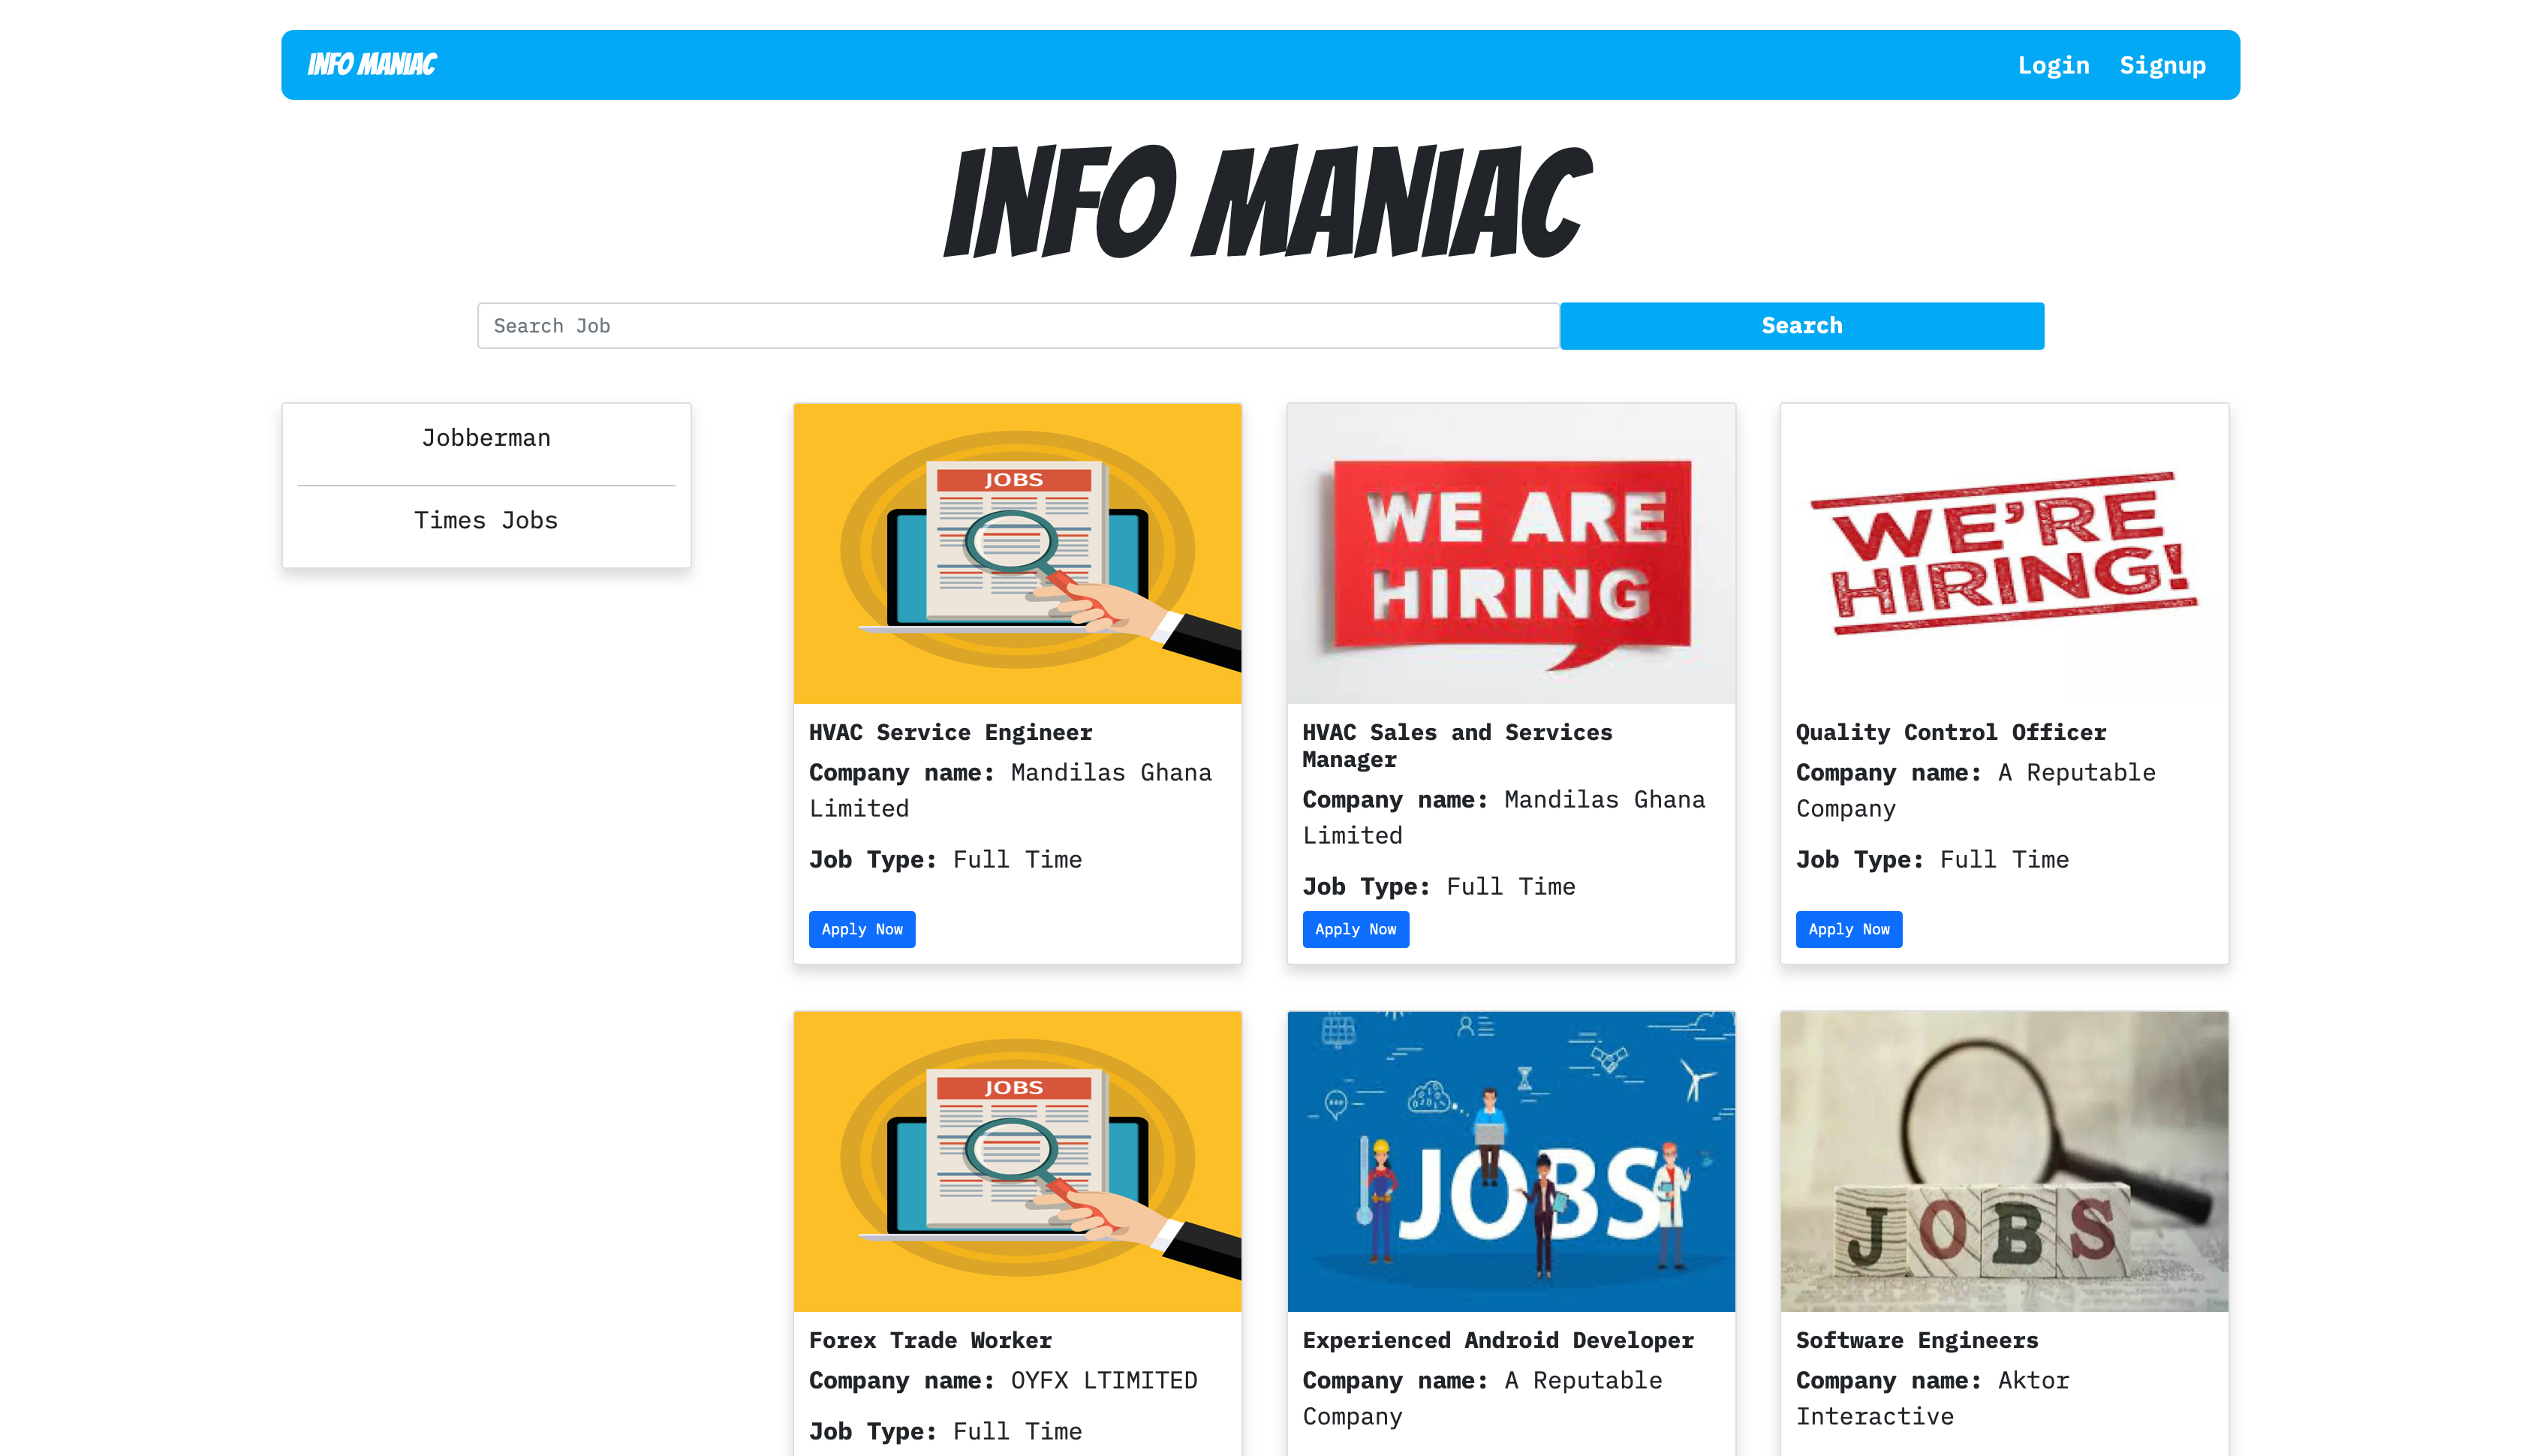 INFO MANIAC
Login Signup
INFO MANIAC
Search Job
Search
Jobberman
Times Jobs
JOBS
HVAC Service Engineer
Company name: Mandilas Ghana
Limited
Job Type: Full Time
Apply Now
WE ARE
HIRING
HVAC Sales and Services
Manager
Company name: Mandilas Ghana
Limited
Job Type: Full Time
Apply Now
WE'RE
HIRING!
Quality Control Officer
Company name: A Reputable
Company
Job Type: Full Time
Apply Now
JOBS
Forex Trade Worker
Company name: OYFX LTIMITED
Job Type: Full Time
JOBS
Experienced Android Developer
Company name: A Reputable
Company
JOBS
Software Engineers
Company name: Aktor
Interactive